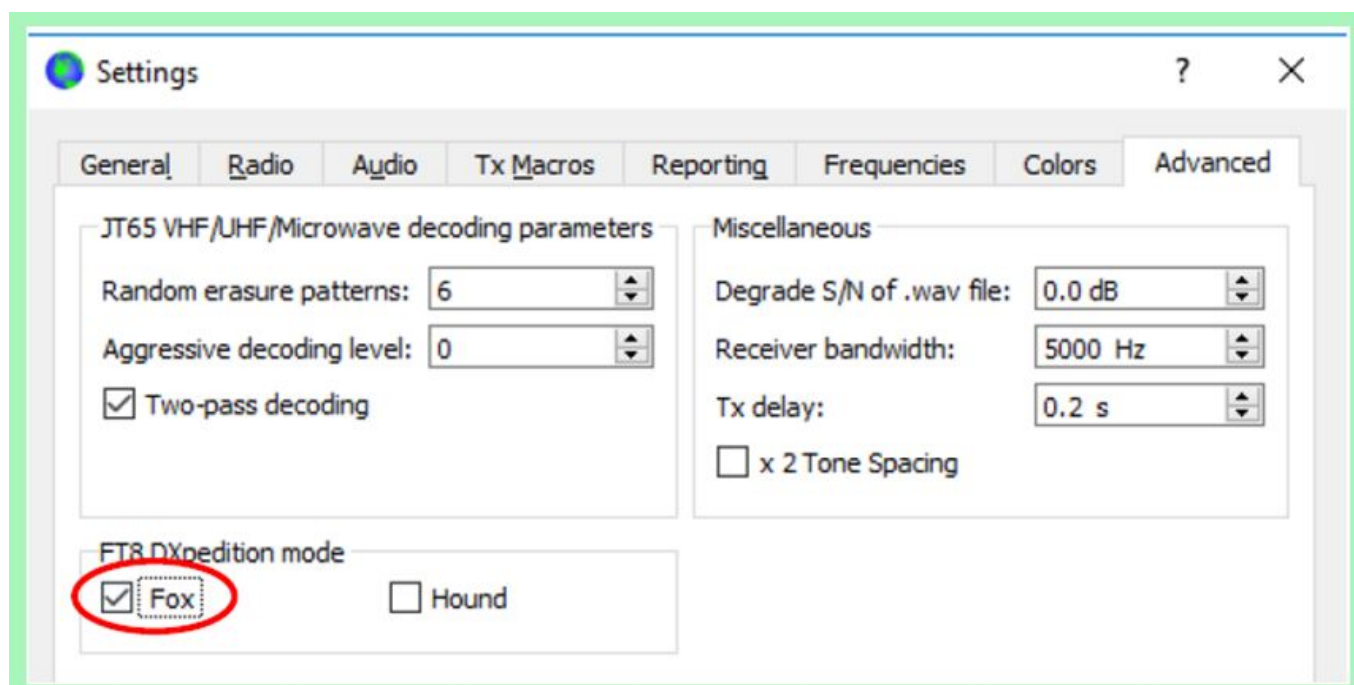 Settings
?
General Radio Audio Tx Macros Reporting Frequencies Colors Advanced
JT65 VHF/UHF/Microwave decoding parameters
Random erasure patterns: 6
Aggressive decoding level: 0
Two-pass decoding
Miscellaneous
Degrade S/N of .wav file: 0.0 dB
Receiver bandwidth: 5000 Hz
Tx delay: 0.2 s
x 2 Tone Spacing
FT8 DXpedition mode
Fox
Hound